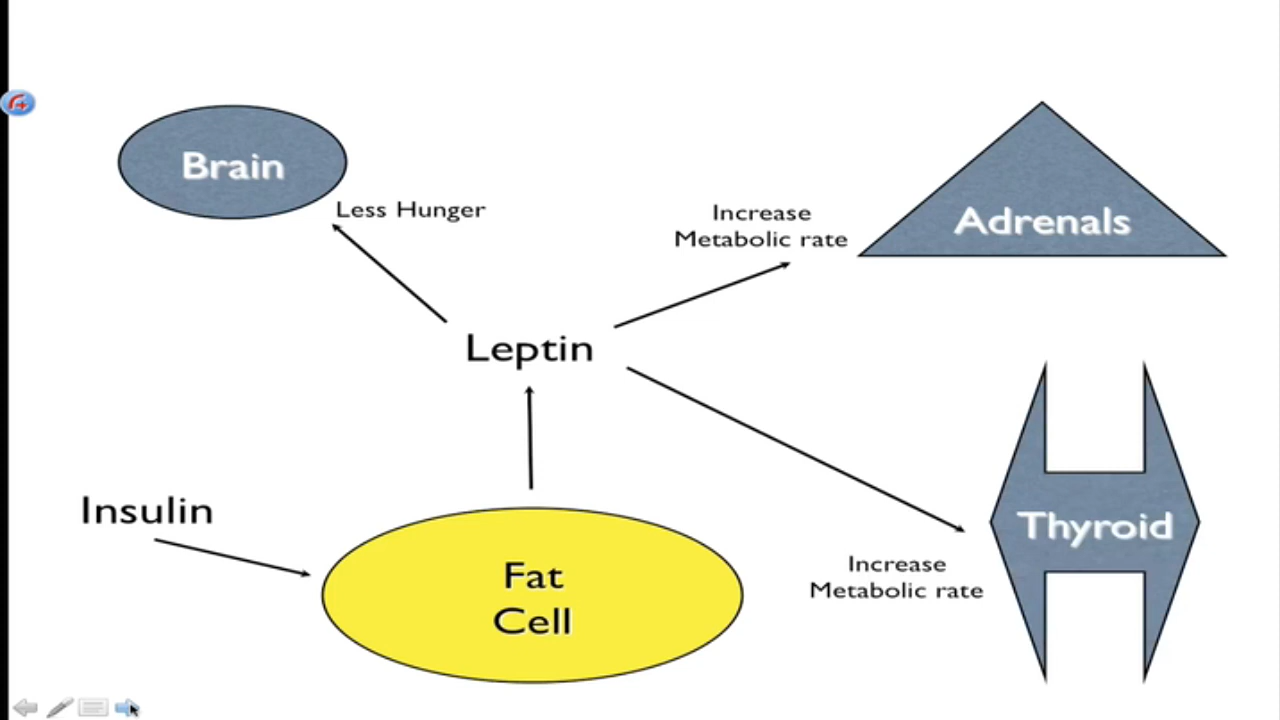 Brain
Less Hunger
Increase
Metabolic rate
Adrenals
Leptin
Insulin
Fat
Cell
Thyroid
Increase
Metabolic rate